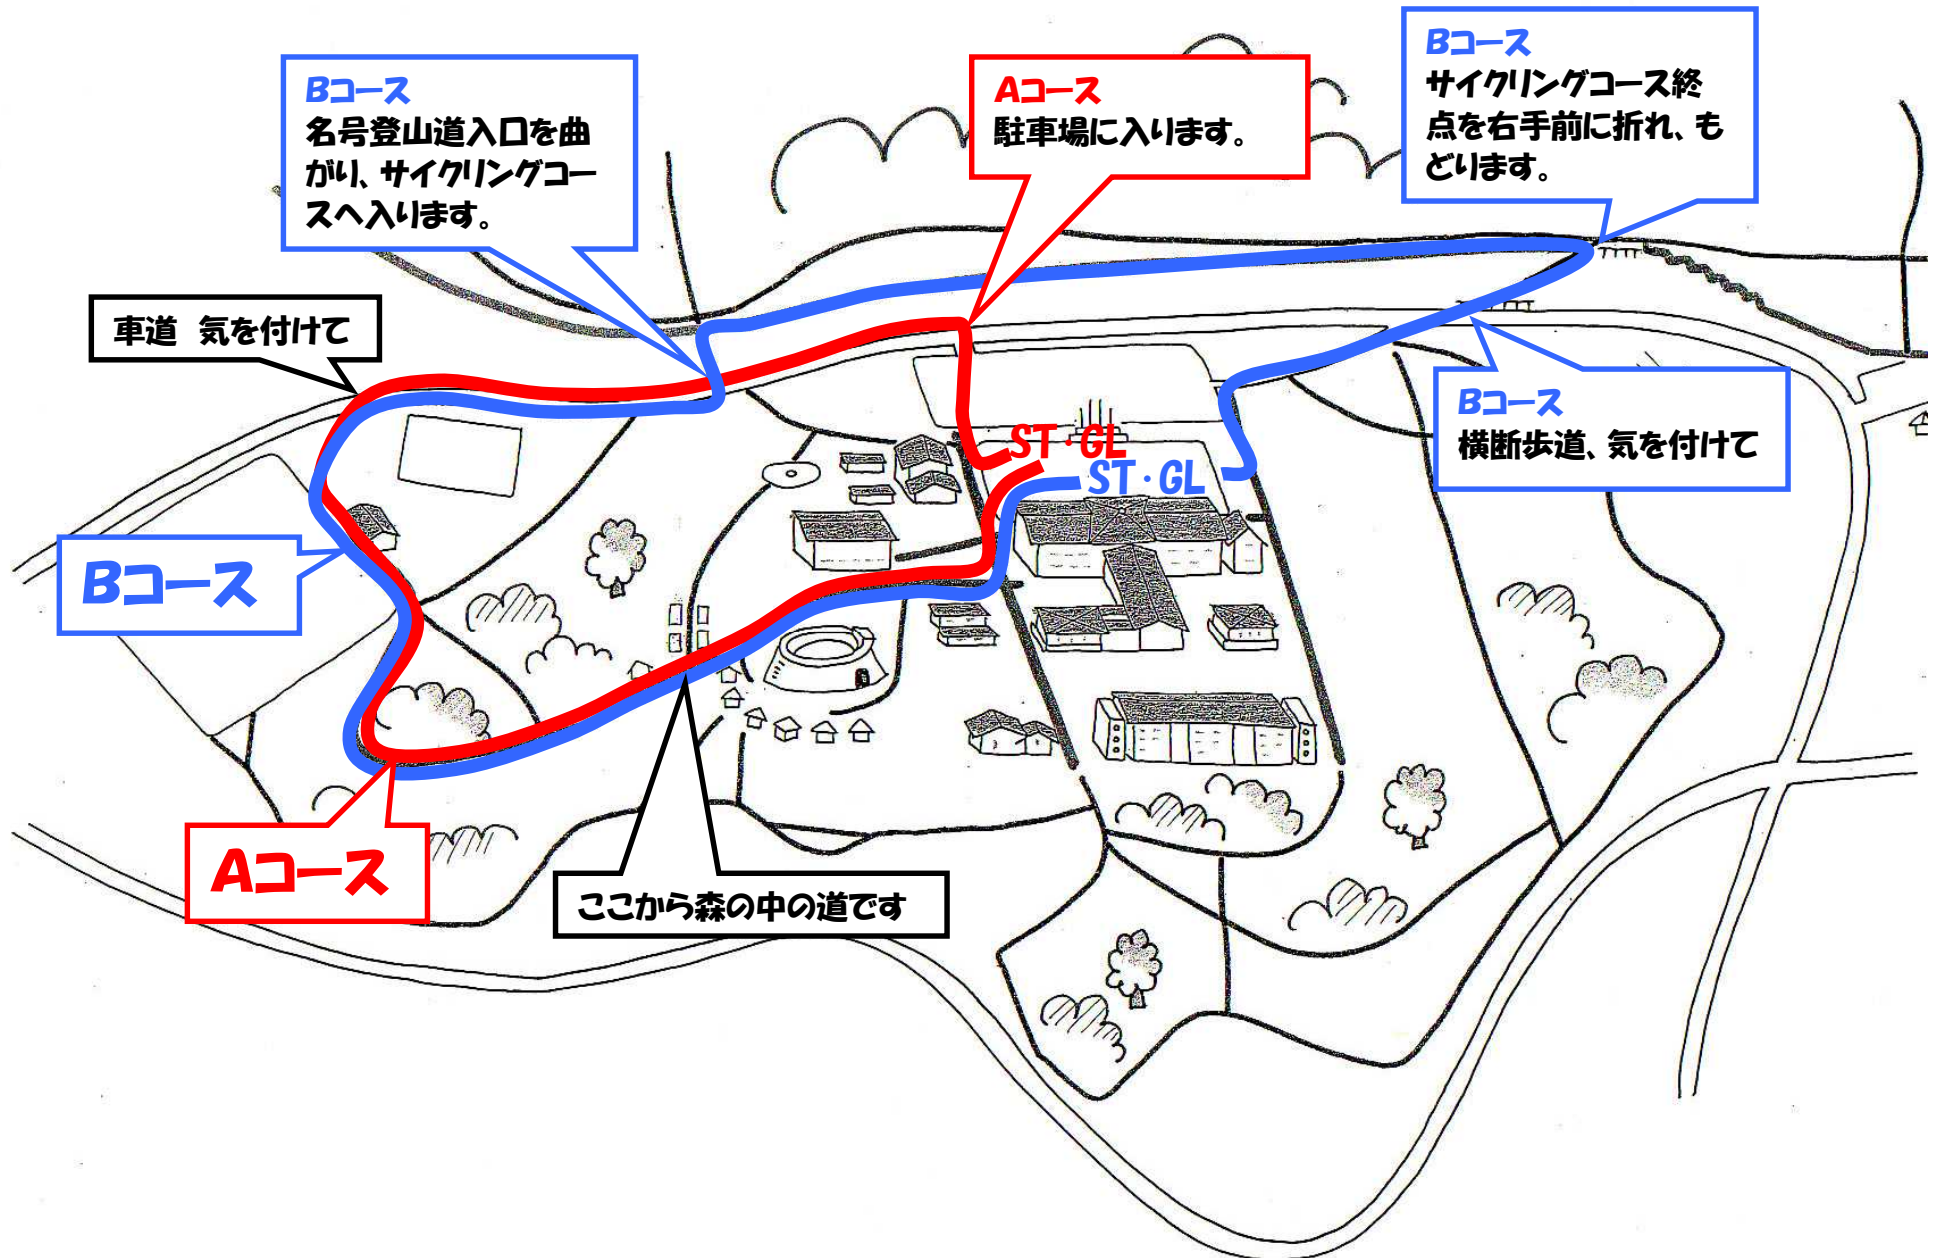 Bコース
名号登山道入口を曲
がり、サイクリングコー
スへ入ります。
Aコース
駐車場に入ります。
Bコース
サイクリングコース終
点を右手前に折れ、も
どります。
車道 気を付けて
Bコース
横断歩道、気を付けて
ST・GL
ST・GL
Bコース
Aコース
ここから森の中の道です